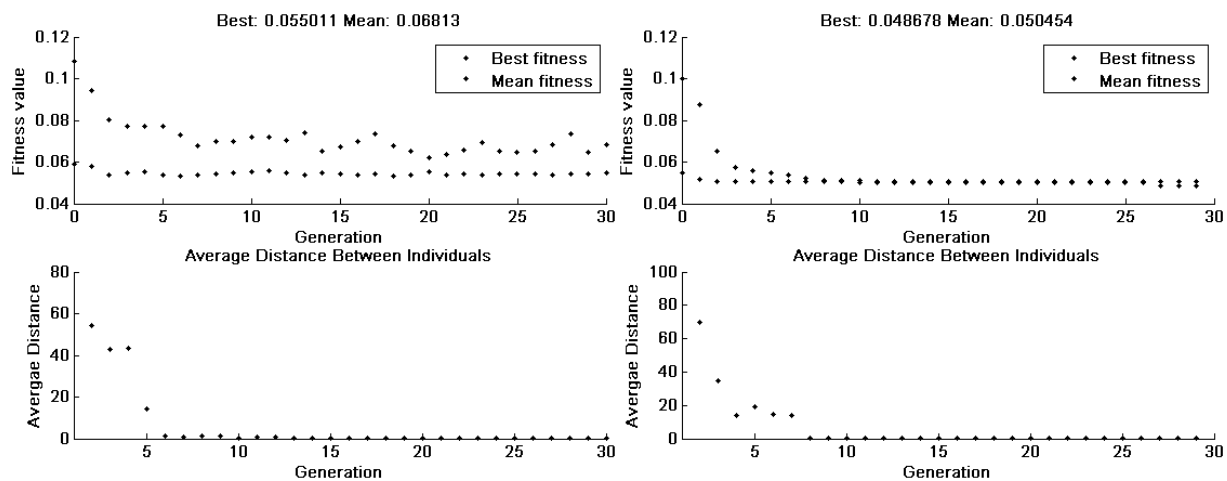 Best: 0.055011 Mean: 0.06813
0.12
0.1
0.08
0.06
0.04
Fitness value
Best fitness
Mean fitness
0
5
10
15
20
25
30
Generation
Best: 0.048678 Mean: 0.050454
0.12
0.1
0.08
0.06
0.04
Fitness value
Best fitness
Mean fitness
0
5
10
15
20
25
30
Generation
Average Distance Between Individuals
80
60
40
20
0
Avergae Distance
5
10
15
20
25
30
Generation
Average Distance Between Individuals
100
80
60
40
20
0
Avergae Distance
5
10
15
20
25
30
Generation